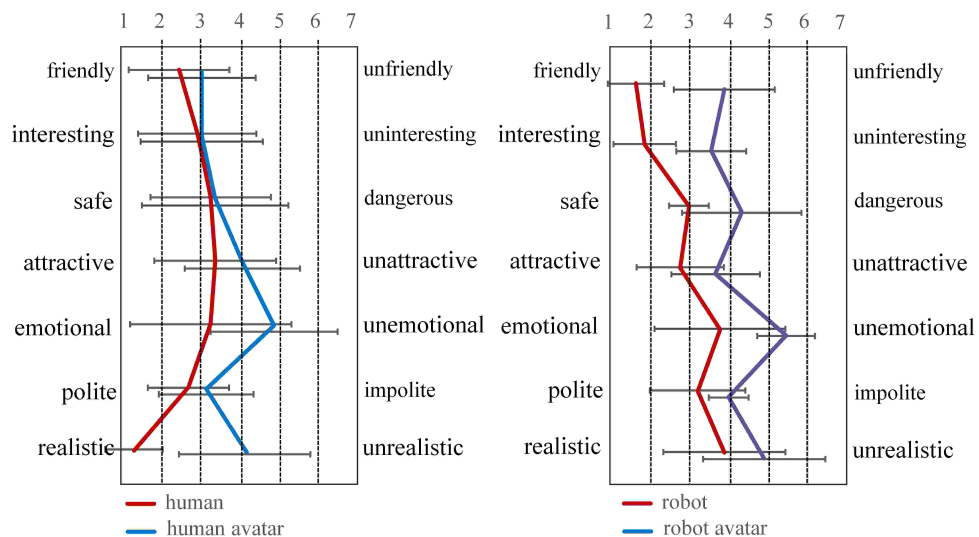 1 2 3 4 5 6 7
friendly unfriendly
interesting uninteresting
safe dangerous
attractive unattractive
emotional unemotional
polite impolite
realistic unrealistic
human
human avatar
1 2 3 4 5 6 7
friendly unfriendly
interesting uninteresting
safe dangerous
attractive unattractive
emotional unemotional
polite impolite
realistic unrealistic
robot
robot avatar